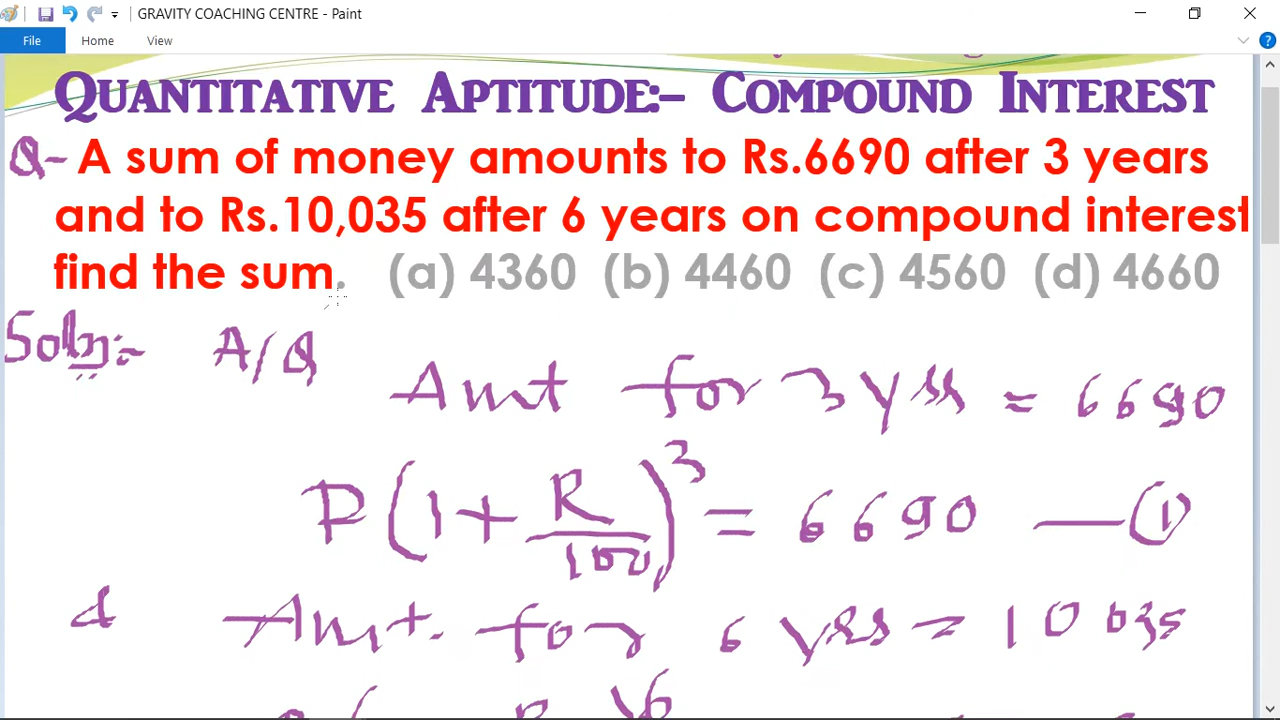 GRAVITY COACHING CENTRE - Paint
File Home View
QUANTITATIVE APTITUDE:- COMPOUND INTEREST
Q- A sum of money amounts to Rs.6690 after 3 years
and to Rs.10,035 after 6 years on compound interest
find the sum. (a) 4360 (b) 4460 (c) 4560 (d) 4660
Soln:- A/Q
Amt for 3 yrs = 6690
P(1+R/100)^3 = 6690 —(1)
& Amt. for 6 yrs = 10035